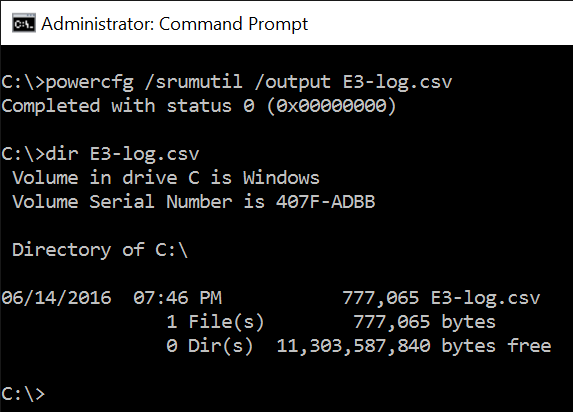 Administrator: Command Prompt
C:\>powercfg /srumutil /output E3-log.csv
Completed with status 0 (0x00000000)
C:\>dir E3-log.csv
 Volume in drive C is Windows
 Volume Serial Number is 407F-ADBB
 Directory of C:\
06/14/2016  07:46 PM           777,065 E3-log.csv
               1 File(s)        777,065 bytes
               0 Dir(s)  11,303,587,840 bytes free
C:\>